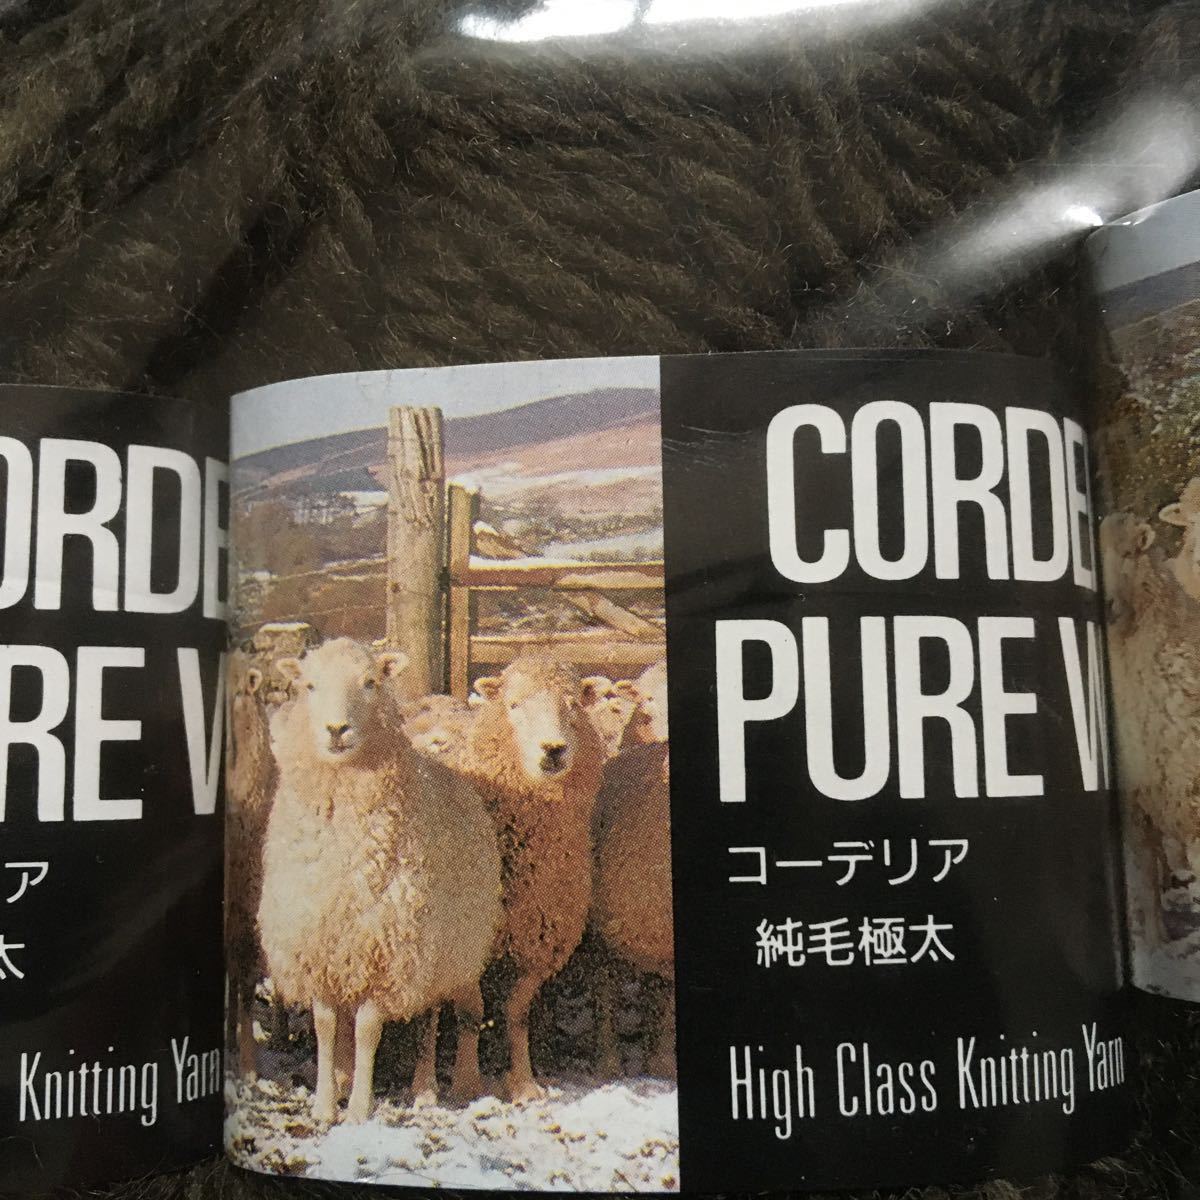 CORDE
PURE W
コーデリア
純毛極太
High Class Knitting Yarn
ORDE
RE W
ア
太
Knitting Yarn